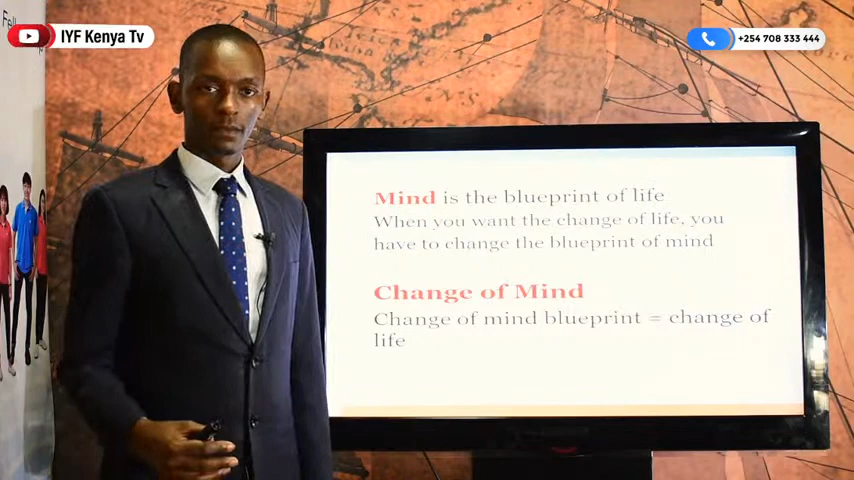 IYF Kenya Tv
+254 708 333 444
Mind is the blueprint of life
When you want the change of life, you
have to change the blueprint of mind
Change of Mind
Change of mind blueprint = change of
life